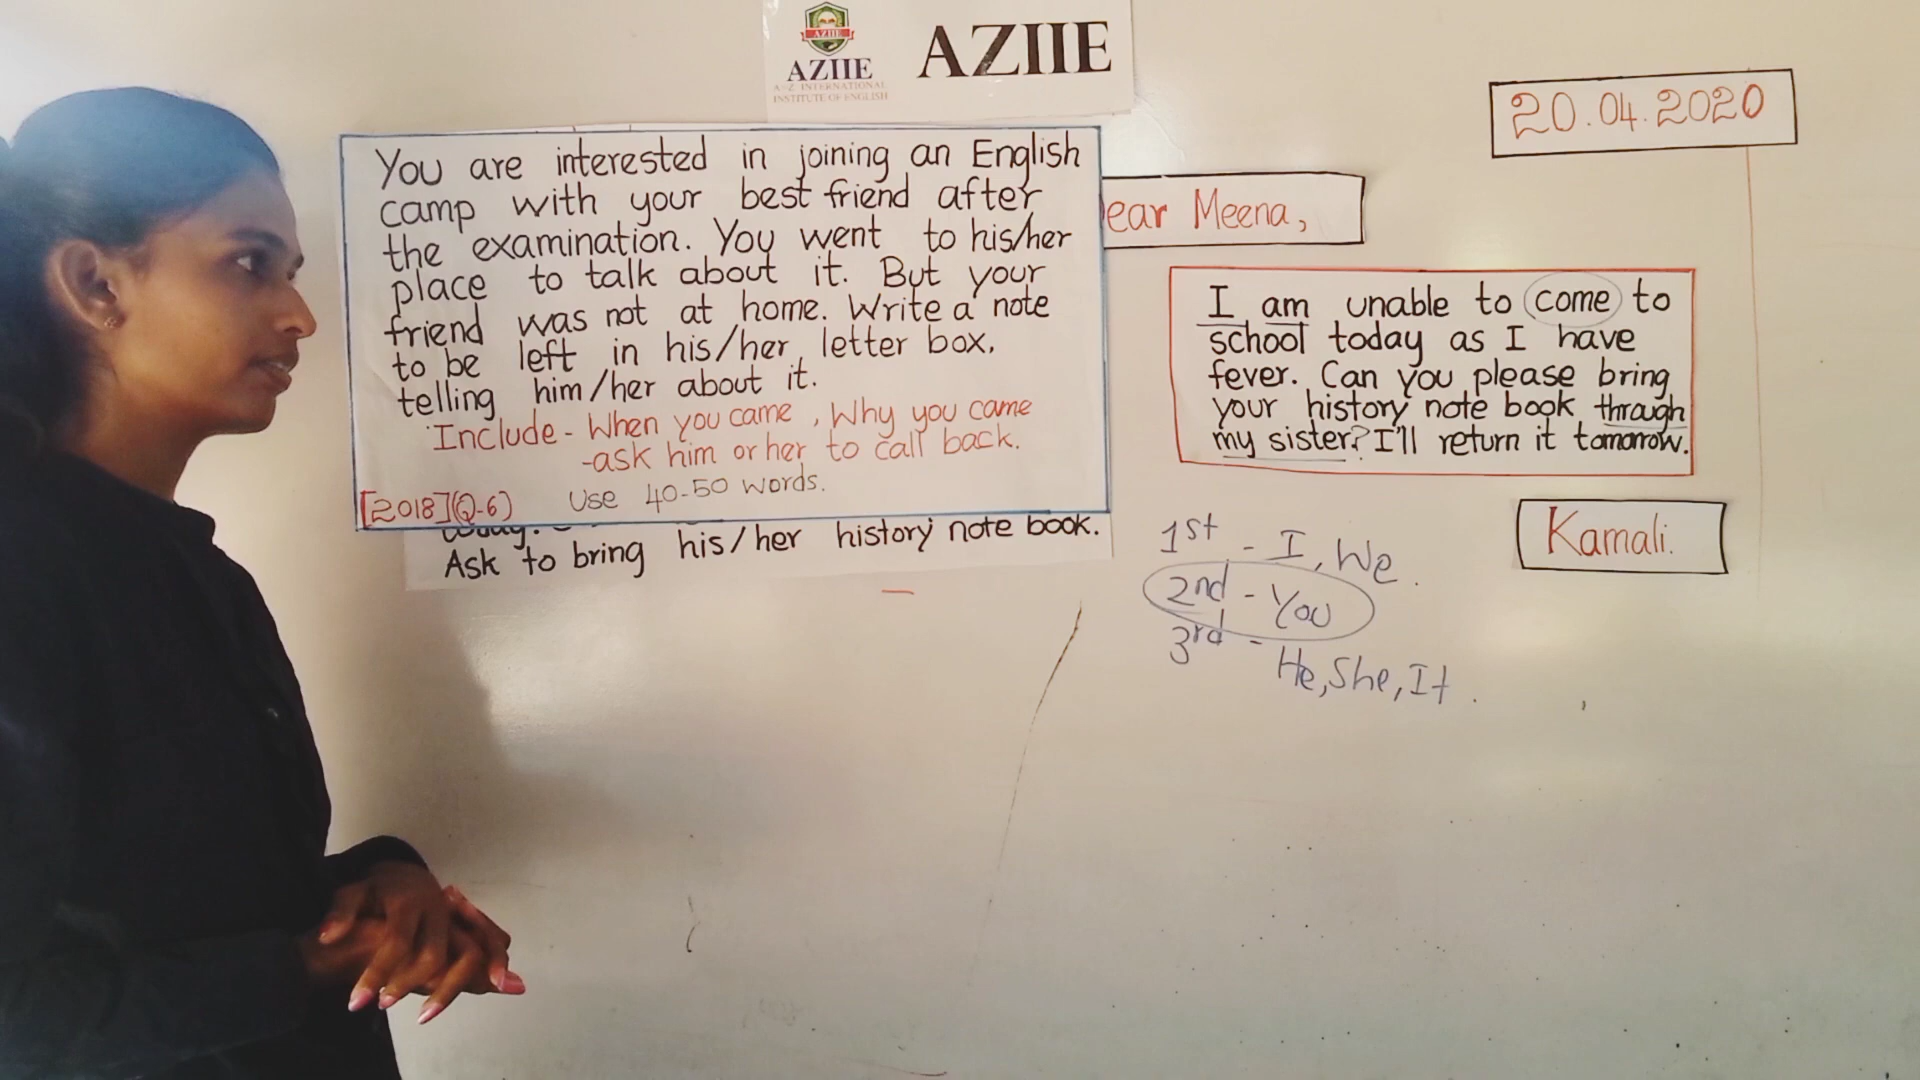 AZIIE
AZIIE
A-Z INTERNATIONAL
INSTITUTE OF ENGLISH
AZIIE
20.04.2020
You are interested in joining an English
camp with your best friend after
the examination. You went to his/her
place to talk about it. But your
friend was not at home. Write a note
to be left in his/her letter box,
telling him/her about it.
Include - When you came, Why you came
-ask him or her to call back.
[2018](Q-6) Use 40-50 words.
today.
Ask to bring his/her history note book.
ear Meena,
I am unable to come to
school today as I have
fever. Can you please bring
your history note book through
my sister? I'll return it tomorrow.
Kamali.
1st - I, We.
2nd - You
3rd - He, She, It.